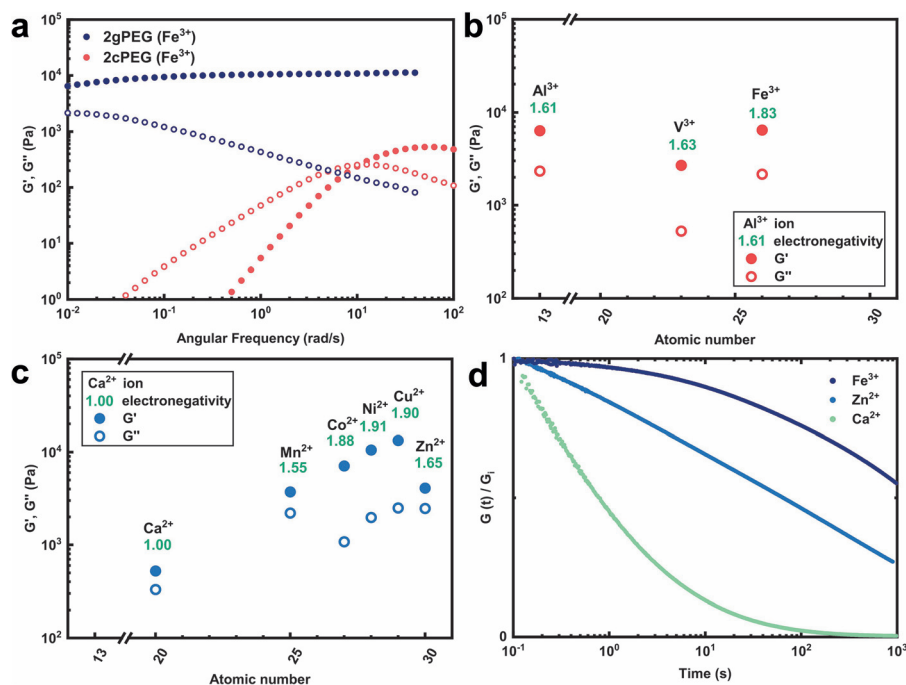 a
2gPEG (Fe³⁺)
2cPEG (Fe³⁺)
G', G'' (Pa)
10⁵
10⁴
10³
10²
10¹
10⁰
10⁻²
10⁻¹
10⁰
10¹
10²
Angular Frequency (rad/s)
b
G', G'' (Pa)
10⁵
10⁴
10³
10²
Al³⁺
1.61
V³⁺
1.63
Fe³⁺
1.83
Al³⁺ ion
1.61 electronegativity
G'
G''
13
20
25
30
Atomic number
c
G', G'' (Pa)
10⁵
10⁴
10³
10²
Ca²⁺ ion
1.00 electronegativity
G'
G''
Ca²⁺
1.00
Mn²⁺
1.55
Co²⁺
1.88
Ni²⁺
1.91
Cu²⁺
1.90
Zn²⁺
1.65
13
20
25
30
Atomic number
d
G (t) / Gᵢ
1
0
Fe³⁺
Zn²⁺
Ca²⁺
10⁻¹
10⁰
10¹
10²
10³
Time (s)